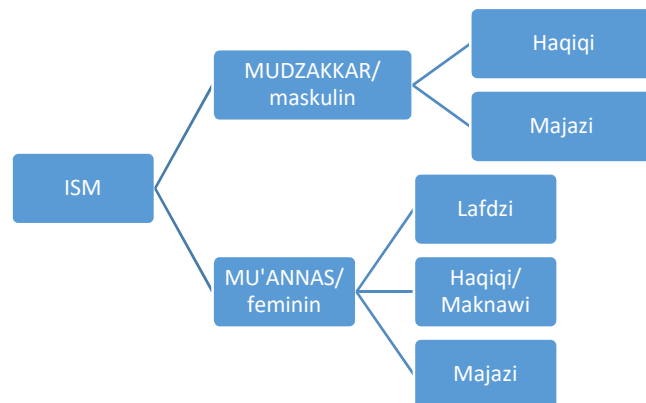 ISM
MUDZAKKAR/
maskulin
Haqiqi
Majazi
MU'ANNAS/
feminin
Lafdzi
Haqiqi/
Maknawi
Majazi